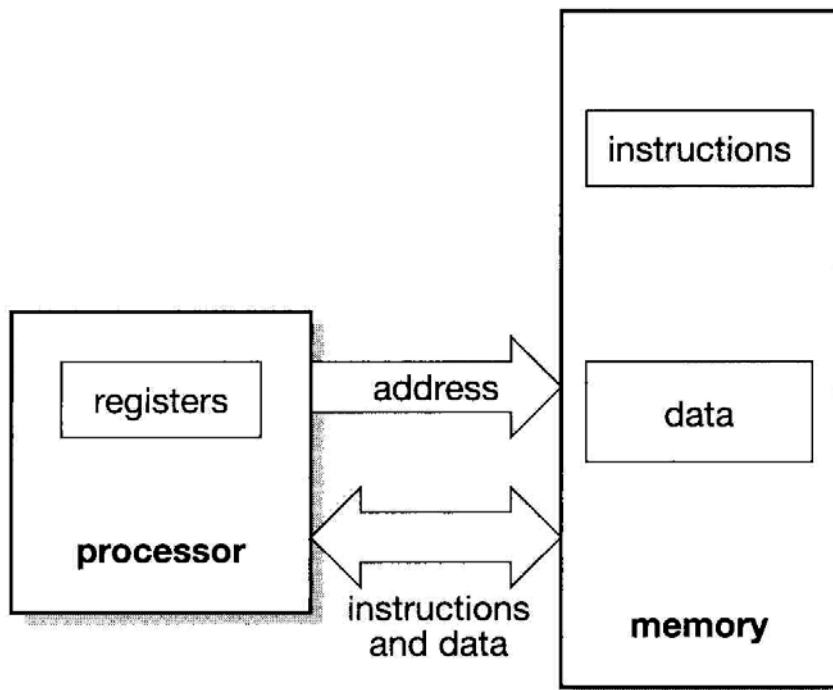 instructions
registers
address
data
processor
instructions
and data
memory